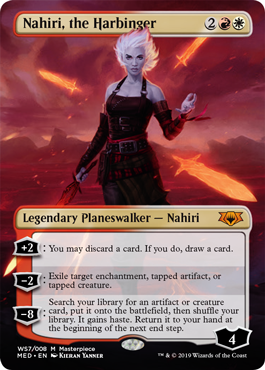 Nahiri, the Harbinger 2
Legendary Planeswalker — Nahiri
+2: You may discard a card. If you do, draw a card.
−2: Exile target enchantment, tapped artifact, or
tapped creature.
Search your library for an artifact or creature
card, put it onto the battlefield, then shuffle your
−8: library. It gains haste. Return it to your hand at
the beginning of the next end step.
4
W57/008 M Masterpiece
MED • EN KIERAN YANNER ™ & © 2019 Wizards of the Coast